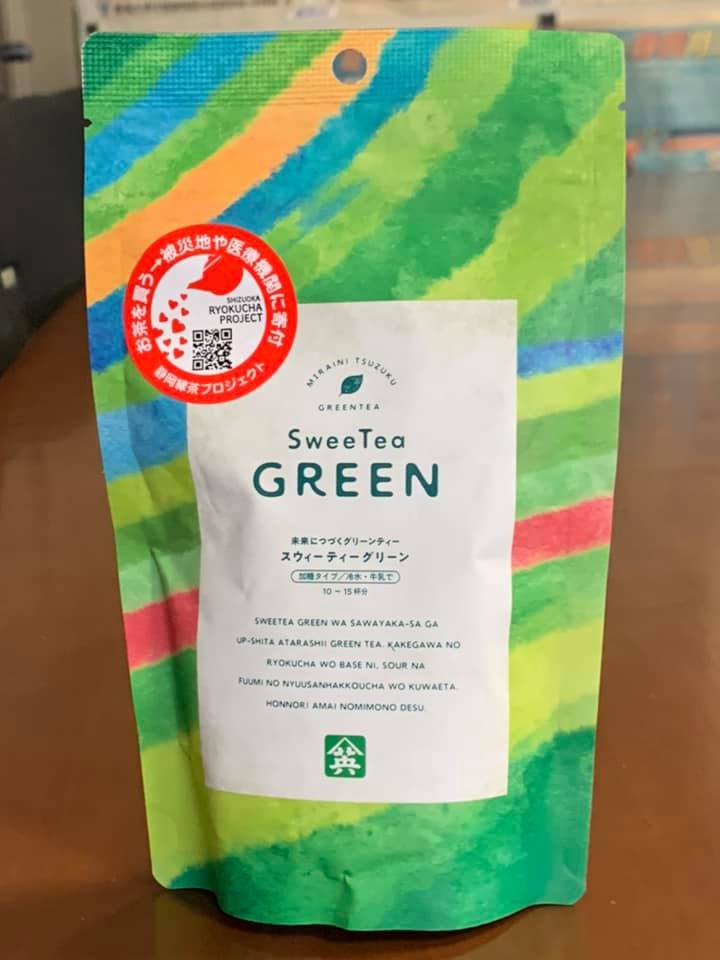 お茶を買う→被災地や医療機関に寄付
SHIZUOKA
RYOKUCHA
PROJECT
静岡緑茶プロジェクト
MIRAINI TSUZUKU
GREENTEA
SweeTea
GREEN
未来につづくグリーンティー
スウィーティーグリーン
加糖タイプ/冷水・牛乳で
10〜15杯分
SWEETEA GREEN WA SAWAYAKA-SA GA
UP-SHITA ATARASHII GREEN TEA. KAKEGAWA NO
RYOKUCHA WO BASE NI, SOUR NA
FUUMI NO NYUUSANHAKKOUCHA WO KUWAETA.
HONNORI AMAI NOMIMONO DESU.
英